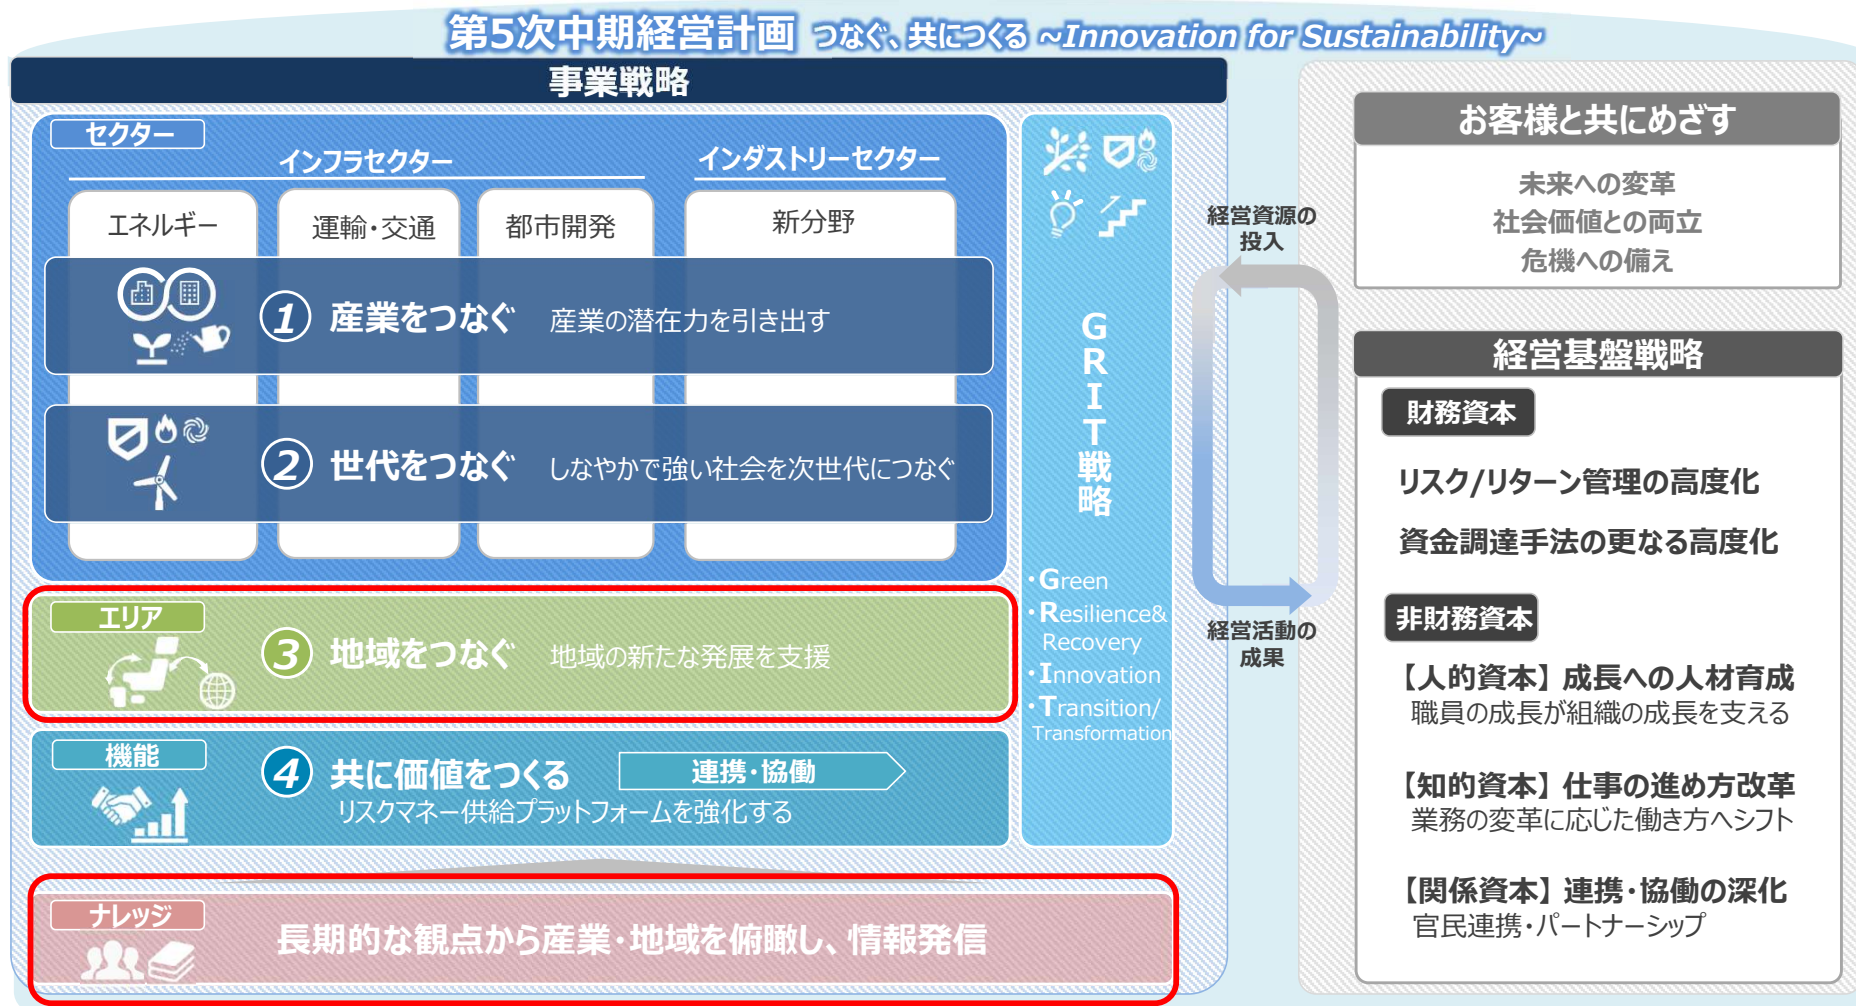 第5次中期経営計画 つなぐ、共につくる ~Innovation for Sustainability~
事業戦略
セクター
インフラセクター
インダストリーセクター
エネルギー
運輸・交通
都市開発
新分野
① 産業をつなぐ 産業の潜在力を引き出す
② 世代をつなぐ しなやかで強い社会を次世代につなぐ
エリア
③ 地域をつなぐ 地域の新たな発展を支援
機能
④ 共に価値をつくる 連携・協働
リスクマネー供給プラットフォームを強化する
ナレッジ
長期的な観点から産業・地域を俯瞰し、情報発信
GRIT戦略
・Green
・Resilience&
Recovery
・Innovation
・Transition/
Transformation
経営資源の
投入
経営活動の
成果
お客様と共にめざす
未来への変革
社会価値との両立
危機への備え
経営基盤戦略
財務資本
リスク/リターン管理の高度化
資金調達手法の更なる高度化
非財務資本
【人的資本】成長への人材育成
職員の成長が組織の成長を支える
【知的資本】仕事の進め方改革
業務の変革に応じた働き方へシフト
【関係資本】連携・協働の深化
官民連携・パートナーシップ